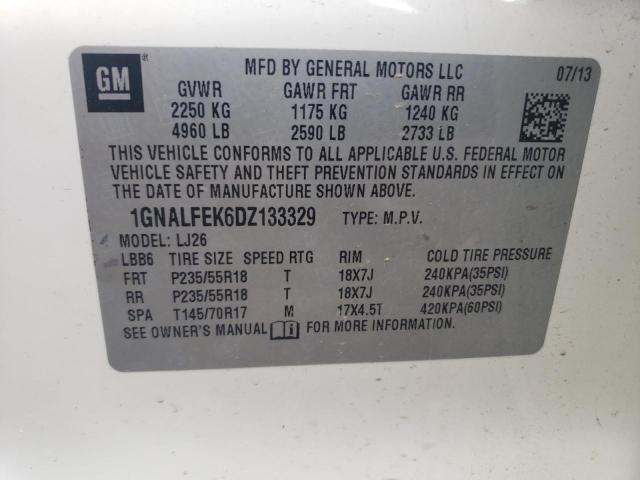 GM
MFD BY GENERAL MOTORS LLC 07/13
GVWR GAWR FRT GAWR RR
2250 KG 1175 KG 1240 KG
4960 LB 2590 LB 2733 LB
THIS VEHICLE CONFORMS TO ALL APPLICABLE U.S. FEDERAL MOTOR
VEHICLE SAFETY AND THEFT PREVENTION STANDARDS IN EFFECT ON
THE DATE OF MANUFACTURE SHOWN ABOVE.
1GNALFEK6DZ133329 TYPE: M.P.V.
MODEL: LJ26
LBB6 TIRE SIZE SPEED RTG RIM COLD TIRE PRESSURE
FRT P235/55R18 T 18X7J 240KPA(35PSI)
RR P235/55R18 T 18X7J 240KPA(35PSI)
SPA T145/70R17 M 17X4.5T 420KPA(60PSI)
SEE OWNER'S MANUAL FOR MORE INFORMATION.